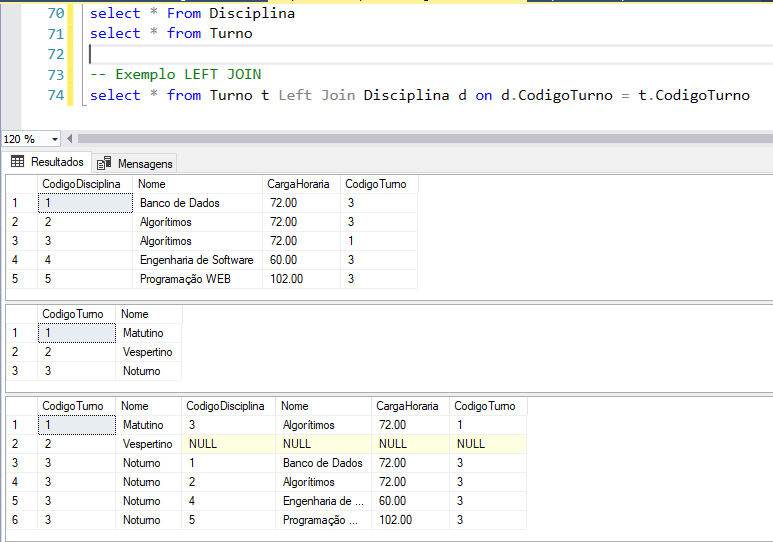 70 select * From Disciplina
71 select * from Turno
72
73 -- Exemplo LEFT JOIN
74 select * from Turno t Left Join Disciplina d on d.CodigoTurno = t.CodigoTurno
120 %
Resultados Mensagens
CodigoDisciplina Nome CargaHoraria CodigoTurno
1 1 Banco de Dados 72.00 3
2 2 Algorítimos 72.00 3
3 3 Algorítimos 72.00 1
4 4 Engenharia de Software 60.00 3
5 5 Programação WEB 102.00 3
CodigoTurno Nome
1 1 Matutino
2 2 Vespertino
3 3 Noturno
CodigoTurno Nome CodigoDisciplina Nome CargaHoraria CodigoTurno
1 1 Matutino 3 Algorítimos 72.00 1
2 2 Vespertino NULL NULL NULL NULL
3 3 Noturno 1 Banco de Dados 72.00 3
4 3 Noturno 2 Algorítimos 72.00 3
5 3 Noturno 4 Engenharia de ... 60.00 3
6 3 Noturno 5 Programação ... 102.00 3